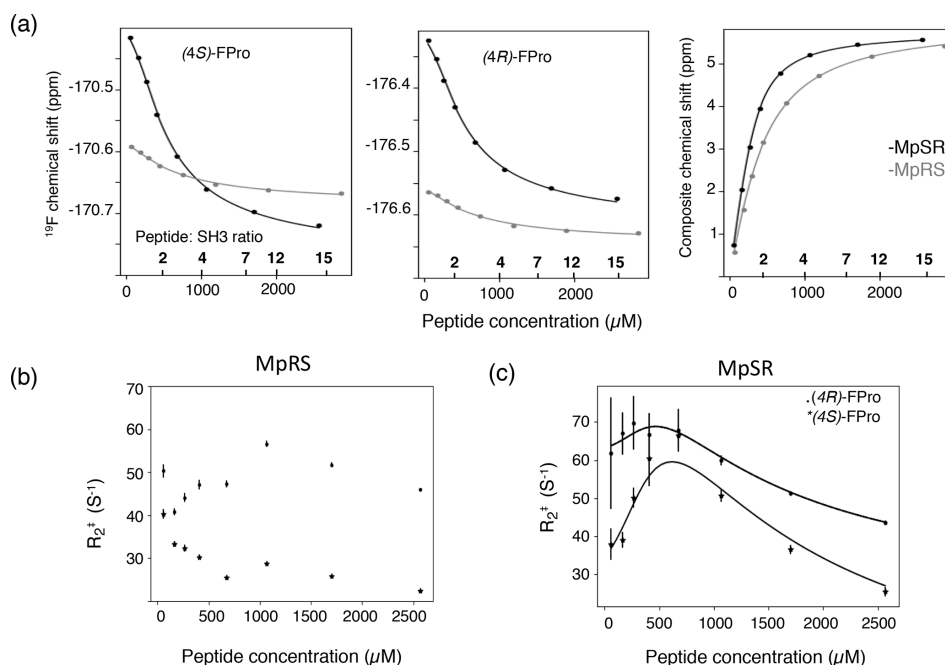 (a)
(4S)-FPro
(4R)-FPro
¹⁹F chemical shift (ppm)
-170.5
-170.6
-170.7
-176.4
-176.5
-176.6
Composite chemical shift (ppm)
5
4
3
2
1
-MpSR
-MpRS
Peptide: SH3 ratio
2 4 7 12 15
2 4 7 12 15
2 4 7 12 15
0 1000 2000
0 1000 2000
0 1000 2000
Peptide concentration (µM)
(b)
MpRS
R₂‡ (S⁻¹)
70
60
50
40
30
0 500 1000 1500 2000 2500
Peptide concentration (µM)
(c)
MpSR
.(4R)-FPro
*(4S)-FPro
R₂‡ (S⁻¹)
70
60
50
40
30
0 500 1000 1500 2000 2500
Peptide concentration (µM)